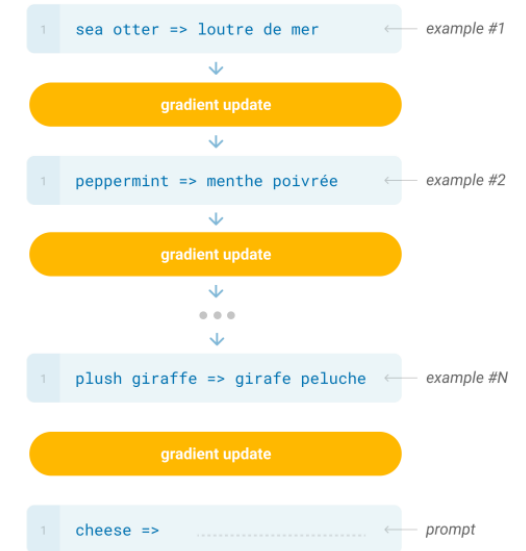 1 sea otter => loutre de mer example #1
gradient update
1 peppermint => menthe poivrée example #2
gradient update
1 plush giraffe => girafe peluche example #N
gradient update
1 cheese => prompt